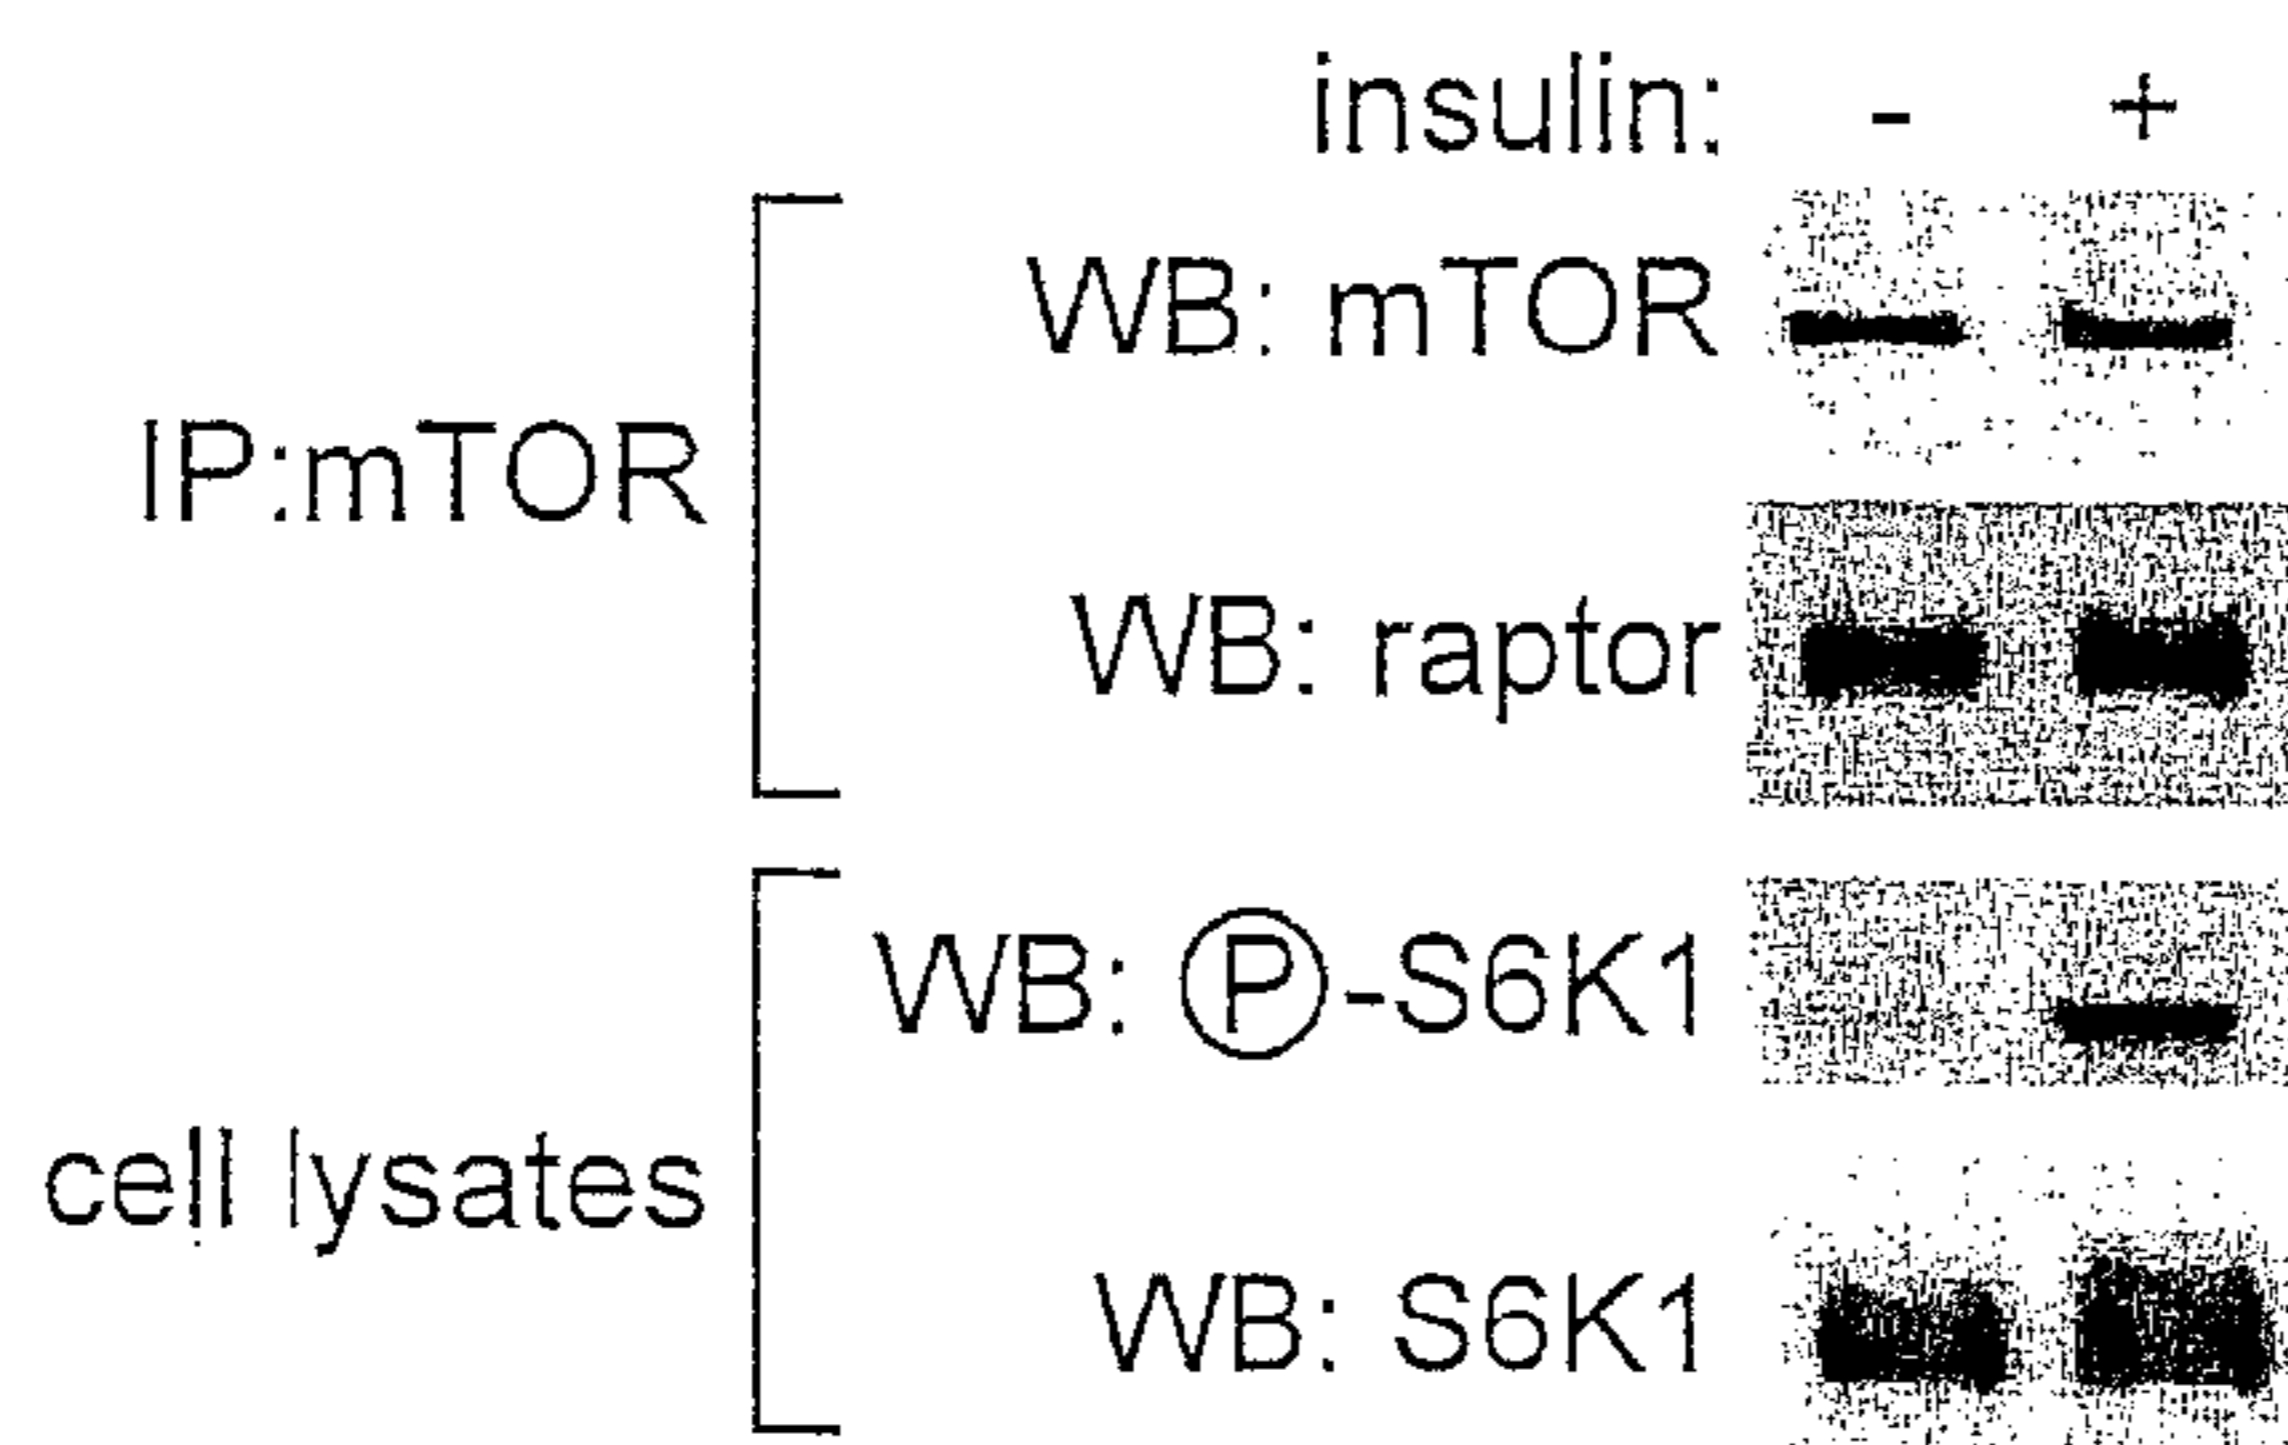 insulin: - +
WB: mTOR
IP:mTOR
WB: raptor
WB: Ⓟ-S6K1
cell lysates
WB: S6K1